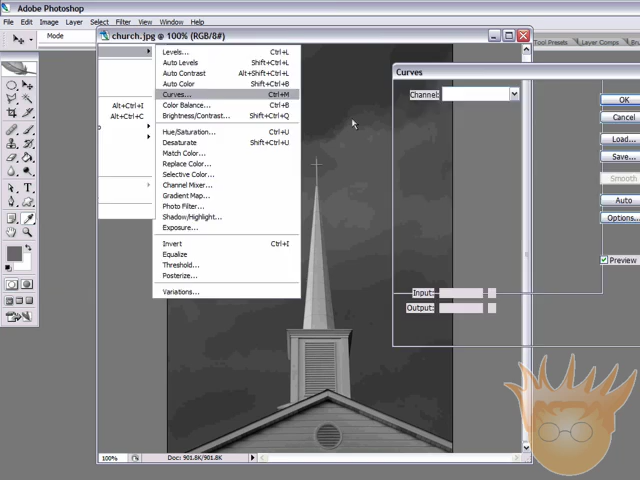 Adobe Photoshop
File Edit Image Layer Select Filter View Window Help
Mode
Tool Presets Layer Comps
church.jpg @ 100% (RGB/8#)
Levels... Ctrl+L
Auto Levels Shift+Ctrl+L
Auto Contrast Alt+Shift+Ctrl+L
Auto Color Shift+Ctrl+B
Curves... Ctrl+M
Color Balance... Ctrl+B
Brightness/Contrast... Shift+Ctrl+Q
Hue/Saturation... Ctrl+U
Desaturate Shift+Ctrl+U
Match Color...
Replace Color...
Selective Color...
Channel Mixer...
Gradient Map...
Photo Filter...
Shadow/Highlight...
Exposure...
Invert Ctrl+I
Equalize
Threshold...
Posterize...
Variations...
Alt+Ctrl+I
Alt+Ctrl+C
Curves
Channel:
OK
Cancel
Load...
Save...
Smooth
Auto
Options...
Preview
Input:
Output:
100% Doc: 901.8K/901.8K